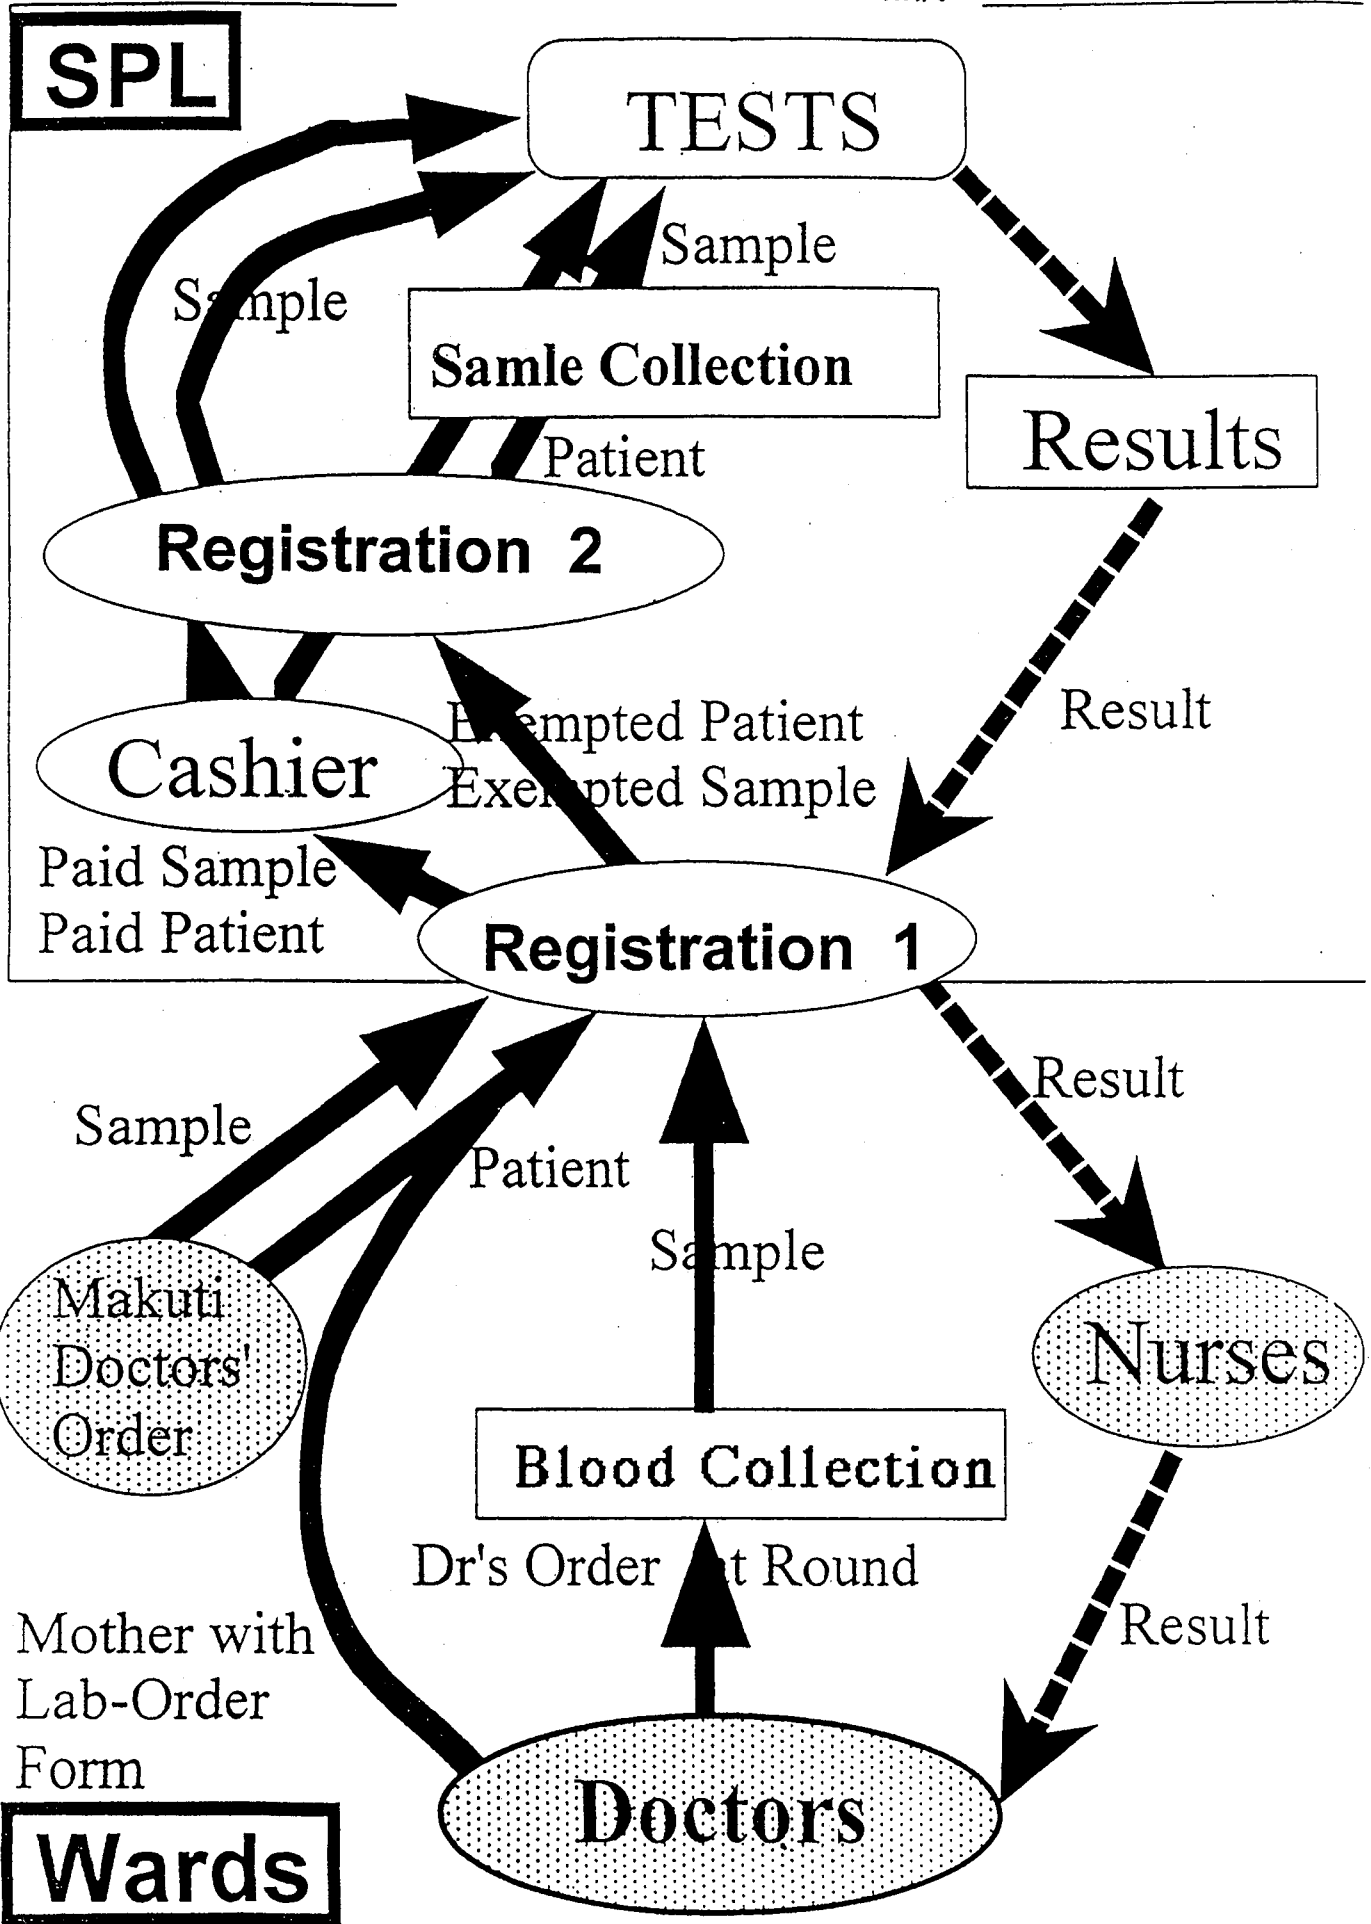 SPL
TESTS
Sample
Sample
Samle Collection
Patient
Results
Registration 2
Exempted Patient
Exempted Sample
Result
Cashier
Paid Sample
Paid Patient
Registration 1
Result
Sample
Patient
Sample
Makuti
Doctors'
Order
Nurses
Blood Collection
Dr's Order at Round
Mother with
Lab-Order
Form
Result
Doctors
Wards